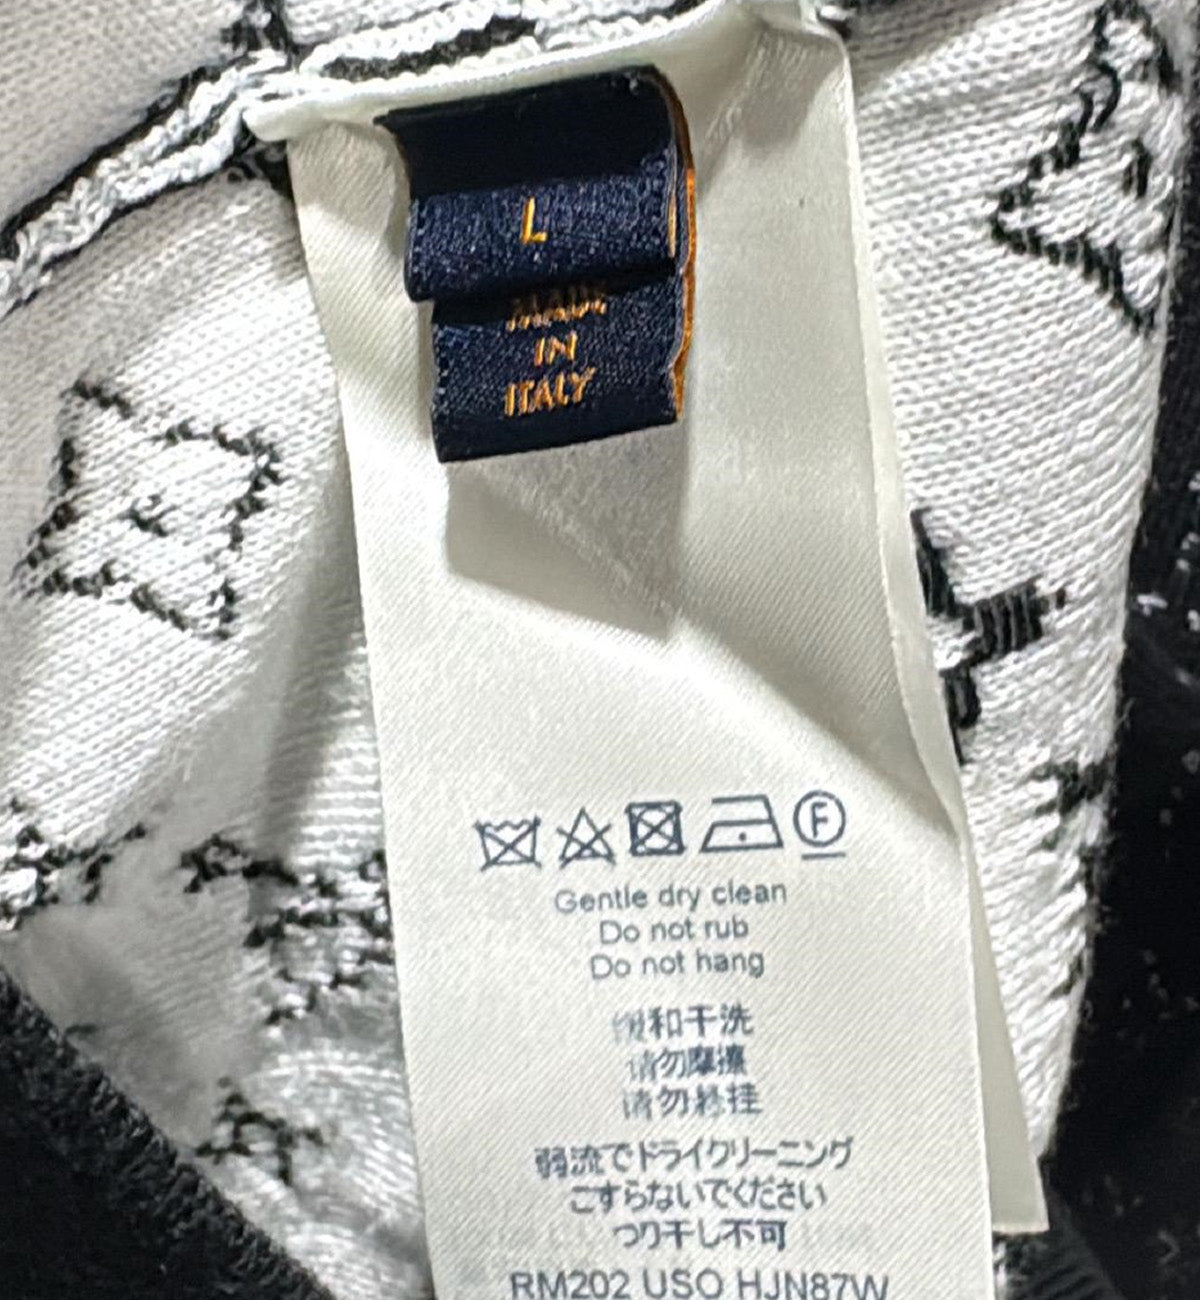 L
MADE
IN
ITALY
F
Gentle dry clean
Do not rub
Do not hang
缓和干洗
请勿摩擦
请勿悬挂
弱流でドライクリーニング
こすらないでください
つり干し不可
RM202 USO HJN87W